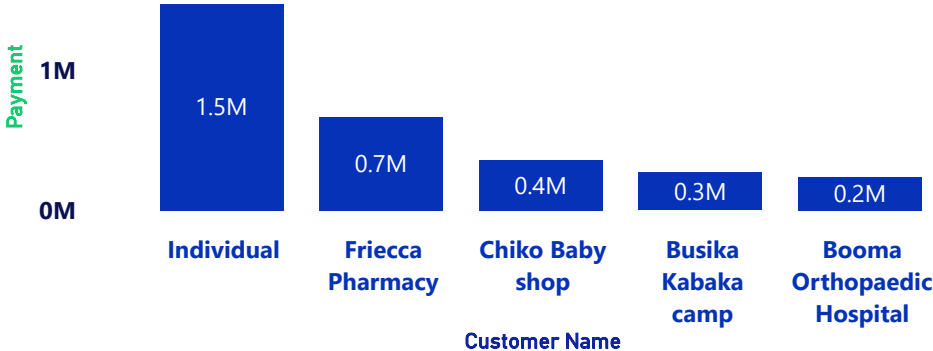 Payment
1M
0M
1.5M
0.7M
0.4M
0.3M
0.2M
Individual
Friecca
Pharmacy
Chiko Baby
shop
Busika
Kabaka
camp
Booma
Orthopaedic
Hospital
Customer Name